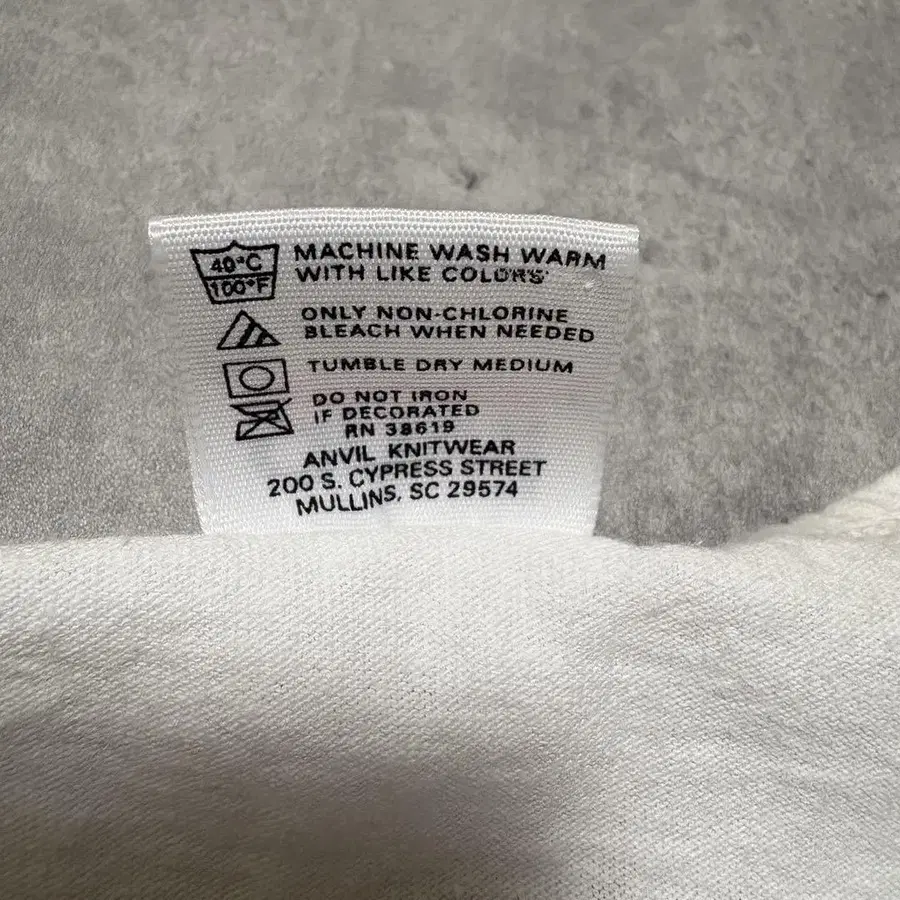 40°C
100°F
MACHINE WASH WARM
WITH LIKE COLORS
ONLY NON-CHLORINE
BLEACH WHEN NEEDED
TUMBLE DRY MEDIUM
DO NOT IRON
IF DECORATED
RN 38619
ANVIL KNITWEAR
200 S. CYPRESS STREET
MULLINS, SC 29574